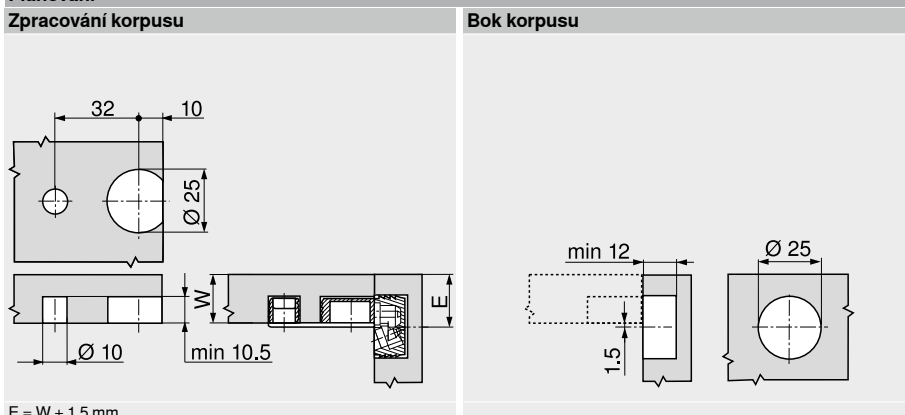 Zpracování korpusu
Bok korpusu
32
10
Ø 25
W
E
Ø 10
min 10.5
min 12
Ø 25
1.5
E = W + 1.5 mm